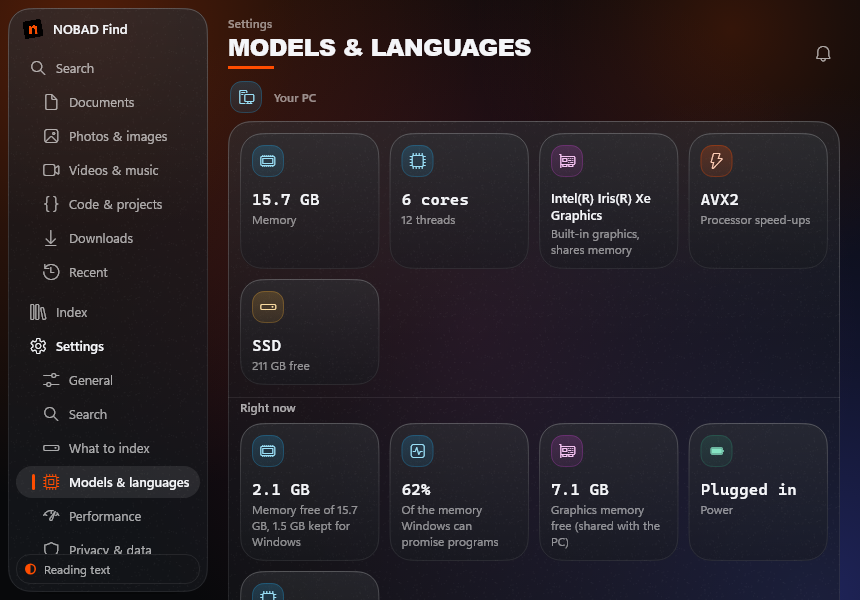 NOBAD Find
Search
Documents
Photos & images
Videos & music
Code & projects
Downloads
Recent
Index
Settings
General
Search
What to index
Models & languages
Performance
Privacy & data
Reading text
Settings
MODELS & LANGUAGES
Your PC
15.7 GB
Memory
6 cores
12 threads
Intel(R) Iris(R) Xe
Graphics
Built-in graphics,
shares memory
AVX2
Processor speed-ups
SSD
211 GB free
Right now
2.1 GB
Memory free of 15.7
GB, 1.5 GB kept for
Windows
62%
Of the memory
Windows can
promise programs
7.1 GB
Graphics memory
free (shared with the
PC)
Plugged in
Power